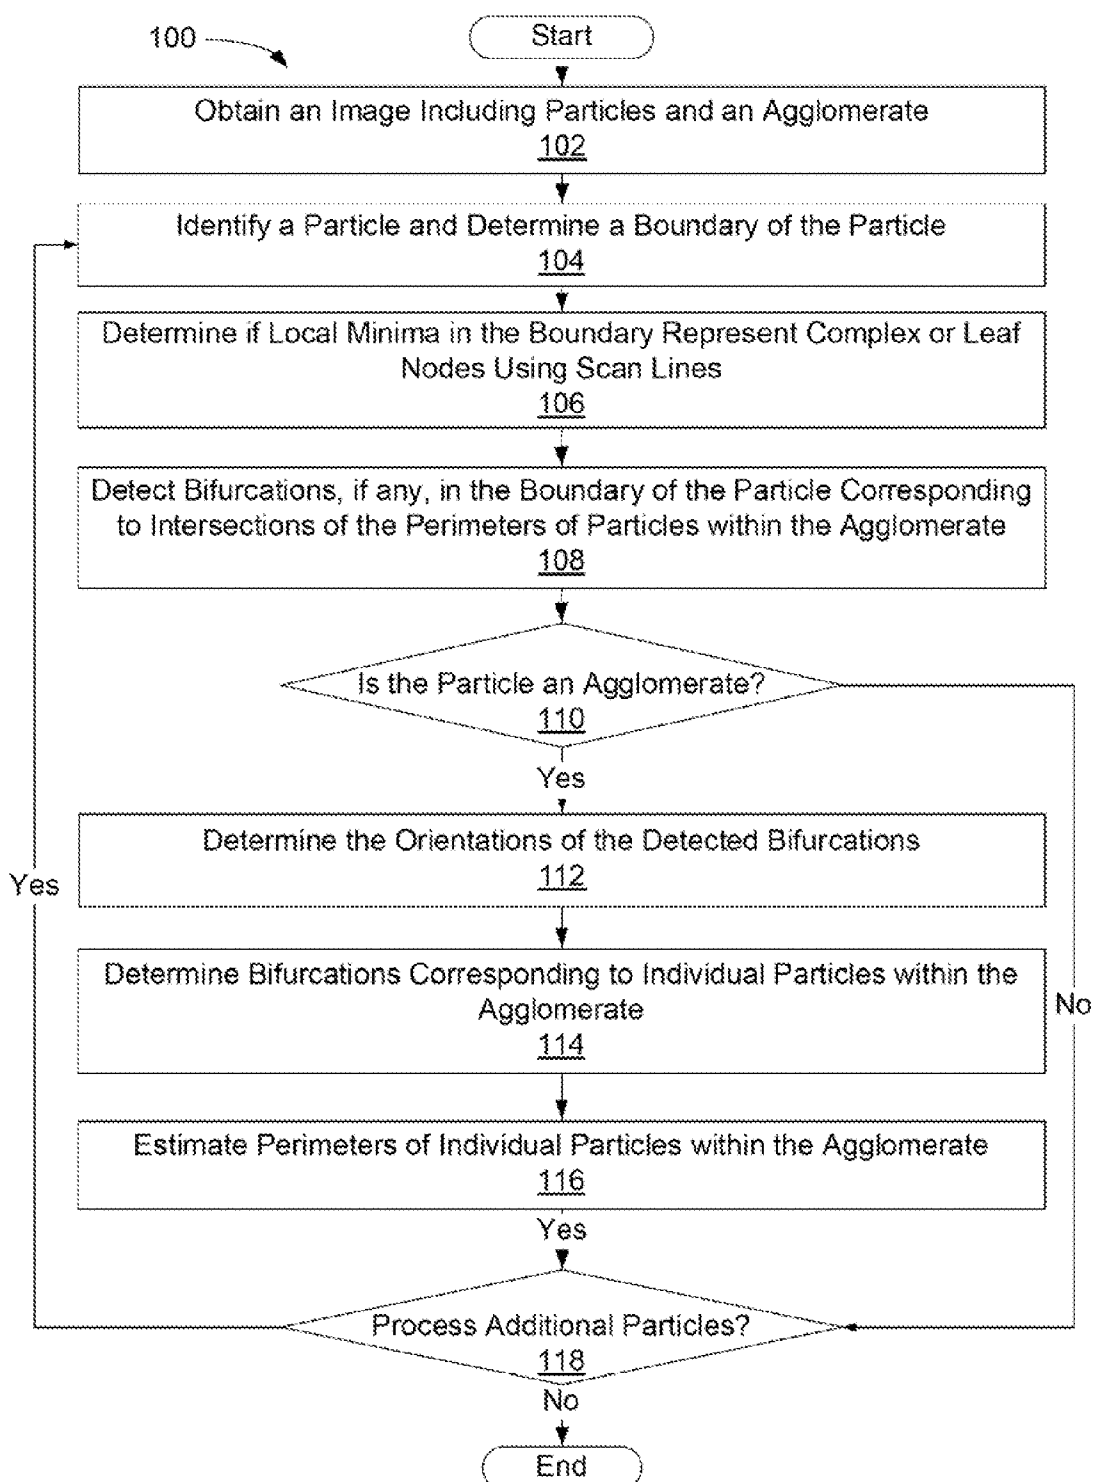 100
Start
Obtain an Image Including Particles and an Agglomerate
102
Identify a Particle and Determine a Boundary of the Particle
104
Determine if Local Minima in the Boundary Represent Complex or Leaf
Nodes Using Scan Lines
106
Detect Bifurcations, if any, in the Boundary of the Particle Corresponding
to Intersections of the Perimeters of Particles within the Agglomerate
108
Is the Particle an Agglomerate?
110
Yes
Determine the Orientations of the Detected Bifurcations
112
Yes
Determine Bifurcations Corresponding to Individual Particles within the
Agglomerate
114
No
Estimate Perimeters of Individual Particles within the Agglomerate
116
Yes
Process Additional Particles?
118
No
End